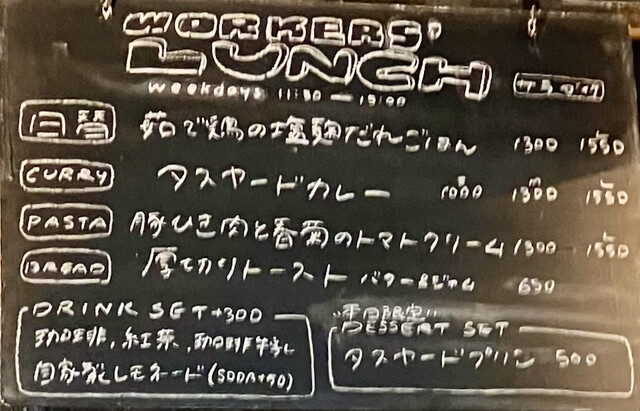 WORKERS'
LUNCH
weekdays 11:30 — 15:00
日替 茹で鶏の塩麹だれごはん 1300 L 1550
CURRY タスヤードカレー S 1000 m 1300 L 1550
PASTA 豚ひき肉と春菊のトマトクリーム 1300 L 1550
BREAD 厚切りトースト バター&ジャム 650
DRINK SET +300
珈琲、紅茶、珈琲牛乳
自家製レモネード(SODA+50)
"平日限定"
DESSERT SET
タスヤードプリン 500